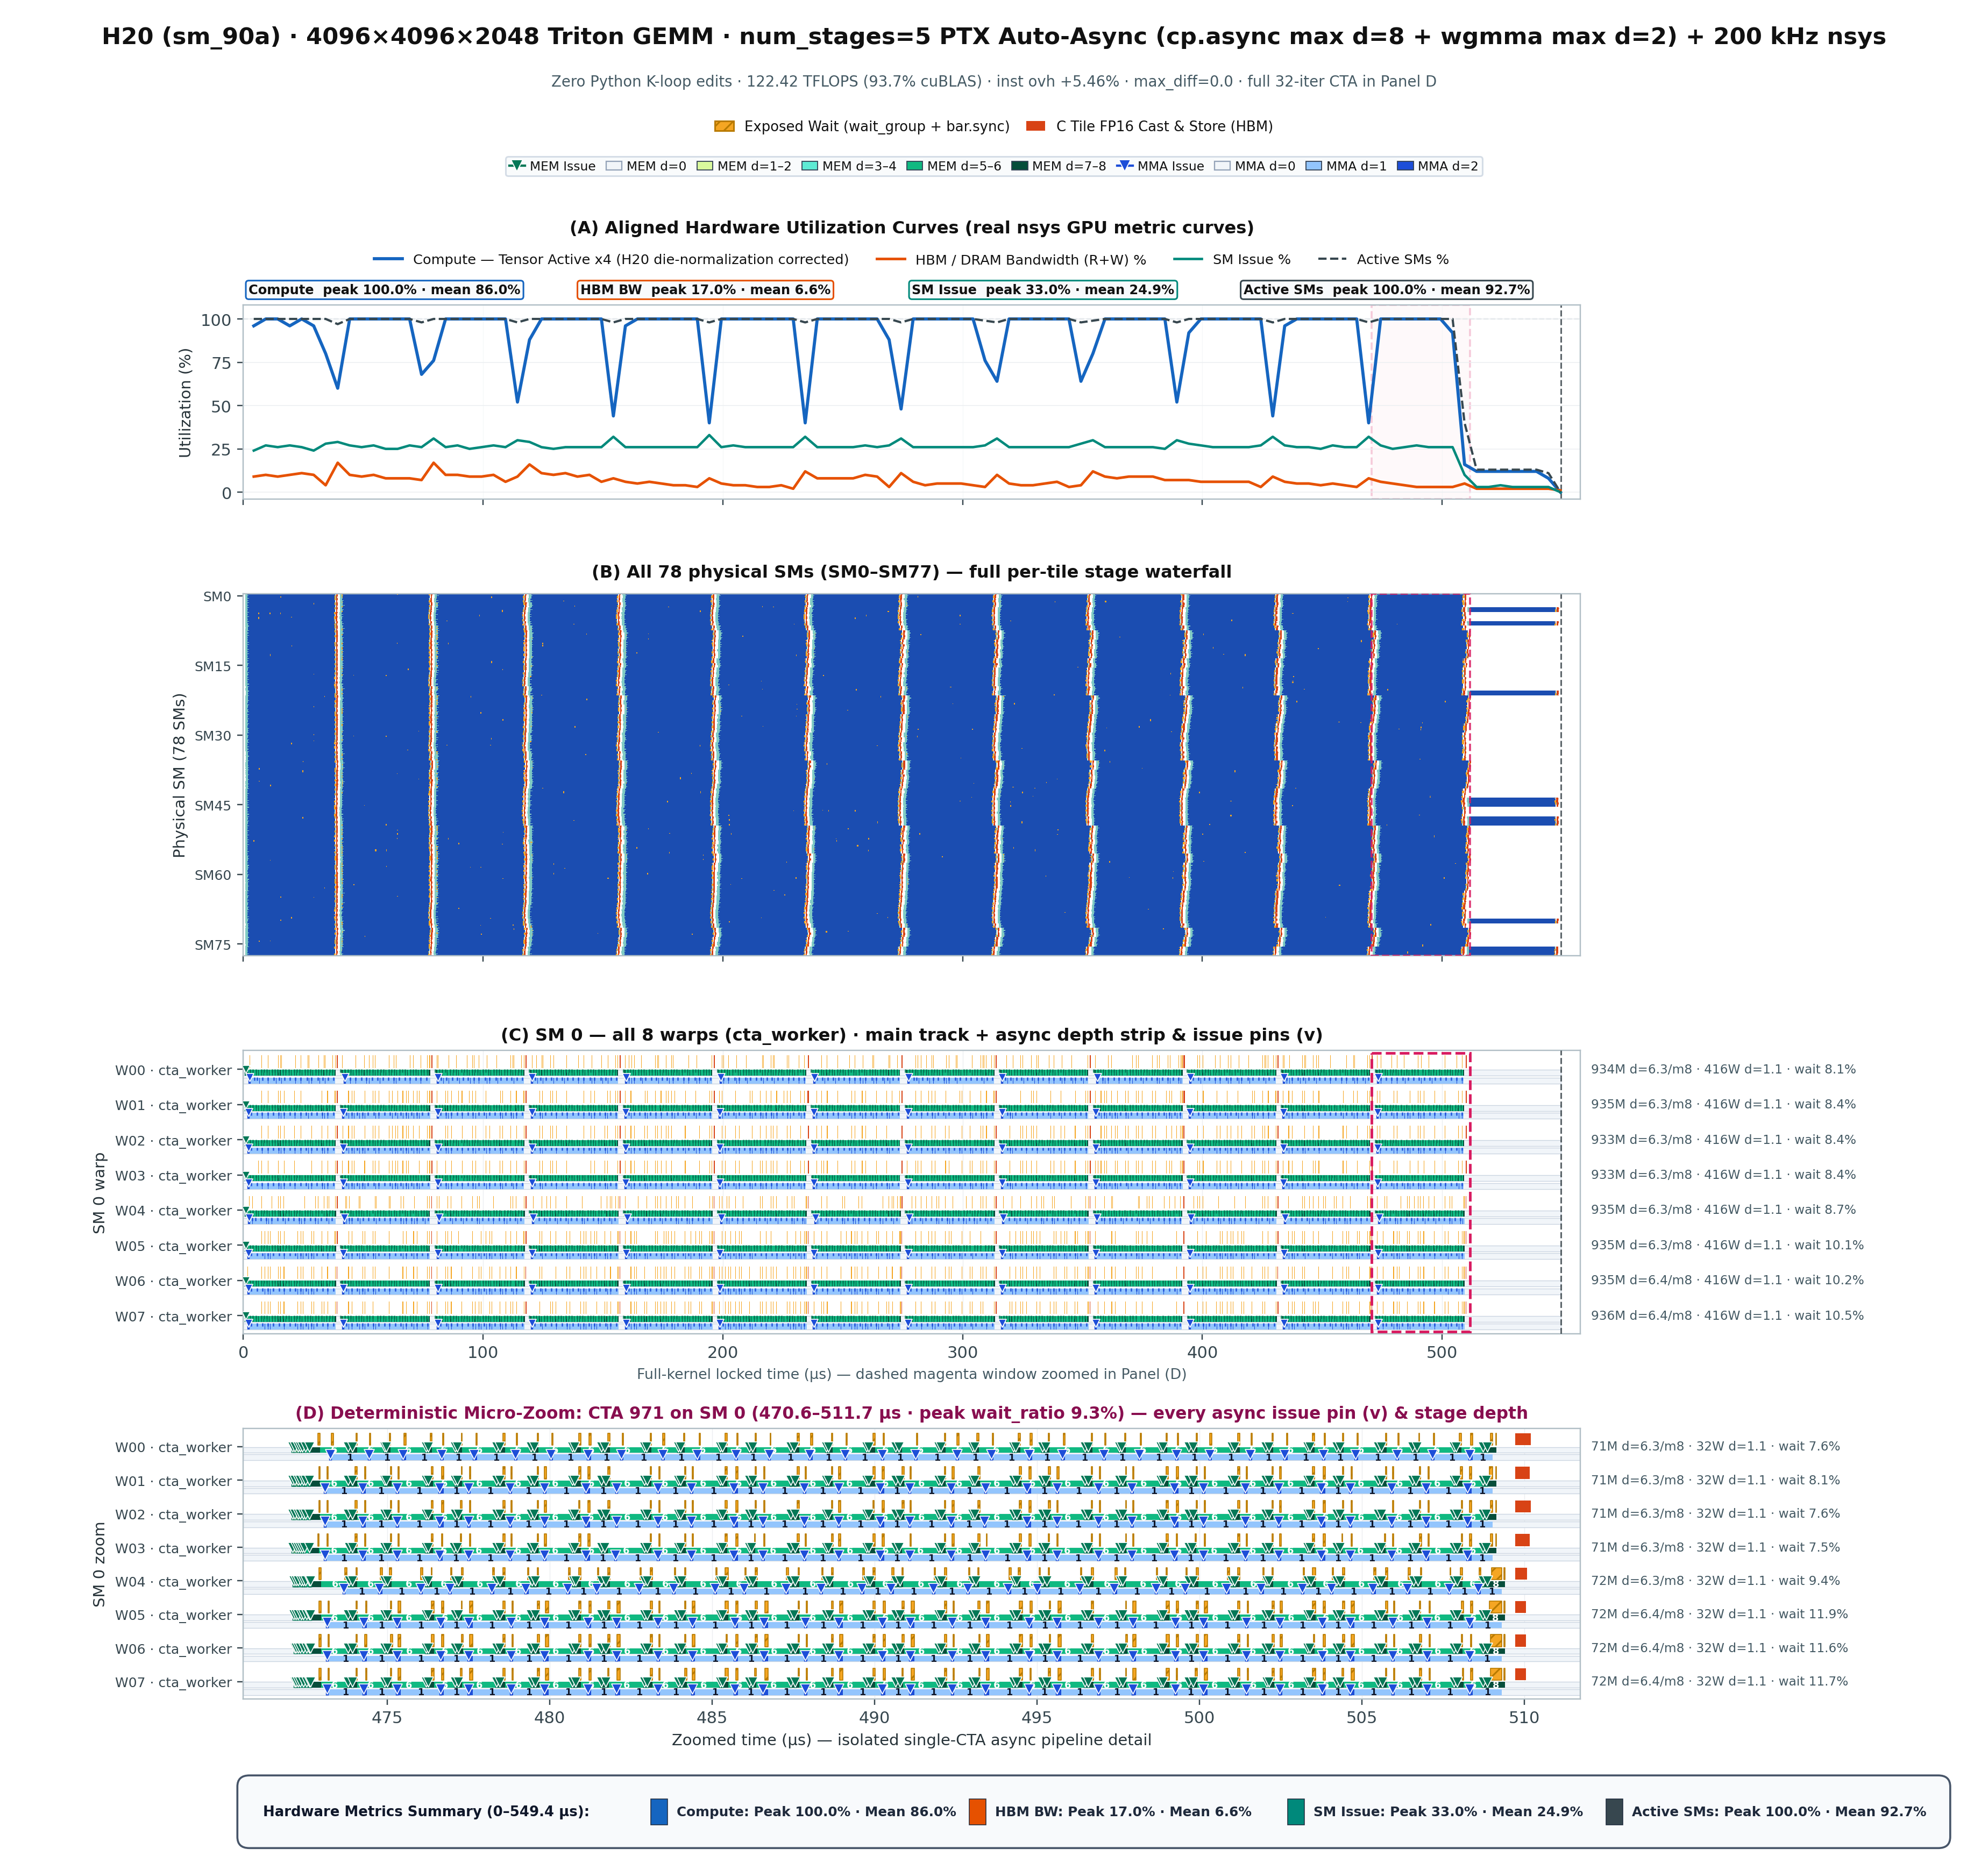 H20 (sm_90a) · 4096×4096×2048 Triton GEMM · num_stages=5 PTX Auto-Async (cp.async max d=8 + wgmma max d=2) + 200 kHz nsys
Zero Python K-loop edits · 122.42 TFLOPS (93.7% cuBLAS) · inst ovh +5.46% · max_diff=0.0 · full 32-iter CTA in Panel D
Exposed Wait (wait_group + bar.sync) C Tile FP16 Cast & Store (HBM)
MEM Issue MEM d=0 MEM d=1–2 MEM d=3–4 MEM d=5–6 MEM d=7–8 MMA Issue MMA d=0 MMA d=1 MMA d=2
(A) Aligned Hardware Utilization Curves (real nsys GPU metric curves)
Compute — Tensor Active x4 (H20 die-normalization corrected) HBM / DRAM Bandwidth (R+W) % SM Issue % Active SMs %
Compute peak 100.0% · mean 86.0% HBM BW peak 17.0% · mean 6.6% SM Issue peak 33.0% · mean 24.9% Active SMs peak 100.0% · mean 92.7%
Utilization (%)
100
75
50
25
0
(B) All 78 physical SMs (SM0–SM77) — full per-tile stage waterfall
Physical SM (78 SMs)
SM0
SM15
SM30
SM45
SM60
SM75
(C) SM 0 — all 8 warps (cta_worker) · main track + async depth strip & issue pins (v)
SM 0 warp
W00 · cta_worker 934M d=6.3/m8 · 416W d=1.1 · wait 8.1%
W01 · cta_worker 935M d=6.3/m8 · 416W d=1.1 · wait 8.4%
W02 · cta_worker 933M d=6.3/m8 · 416W d=1.1 · wait 8.4%
W03 · cta_worker 933M d=6.3/m8 · 416W d=1.1 · wait 8.4%
W04 · cta_worker 935M d=6.3/m8 · 416W d=1.1 · wait 8.7%
W05 · cta_worker 935M d=6.3/m8 · 416W d=1.1 · wait 10.1%
W06 · cta_worker 935M d=6.4/m8 · 416W d=1.1 · wait 10.2%
W07 · cta_worker 936M d=6.4/m8 · 416W d=1.1 · wait 10.5%
0 100 200 300 400 500
Full-kernel locked time (µs) — dashed magenta window zoomed in Panel (D)
(D) Deterministic Micro-Zoom: CTA 971 on SM 0 (470.6–511.7 µs · peak wait_ratio 9.3%) — every async issue pin (v) & stage depth
SM 0 zoom
W00 · cta_worker 71M d=6.3/m8 · 32W d=1.1 · wait 7.6%
W01 · cta_worker 71M d=6.3/m8 · 32W d=1.1 · wait 8.1%
W02 · cta_worker 71M d=6.3/m8 · 32W d=1.1 · wait 7.6%
W03 · cta_worker 71M d=6.3/m8 · 32W d=1.1 · wait 7.5%
W04 · cta_worker 72M d=6.3/m8 · 32W d=1.1 · wait 9.4%
W05 · cta_worker 72M d=6.4/m8 · 32W d=1.1 · wait 11.9%
W06 · cta_worker 72M d=6.4/m8 · 32W d=1.1 · wait 11.6%
W07 · cta_worker 72M d=6.4/m8 · 32W d=1.1 · wait 11.7%
475 480 485 490 495 500 505 510
Zoomed time (µs) — isolated single-CTA async pipeline detail
Hardware Metrics Summary (0–549.4 µs): Compute: Peak 100.0% · Mean 86.0% HBM BW: Peak 17.0% · Mean 6.6% SM Issue: Peak 33.0% · Mean 24.9% Active SMs: Peak 100.0% · Mean 92.7%